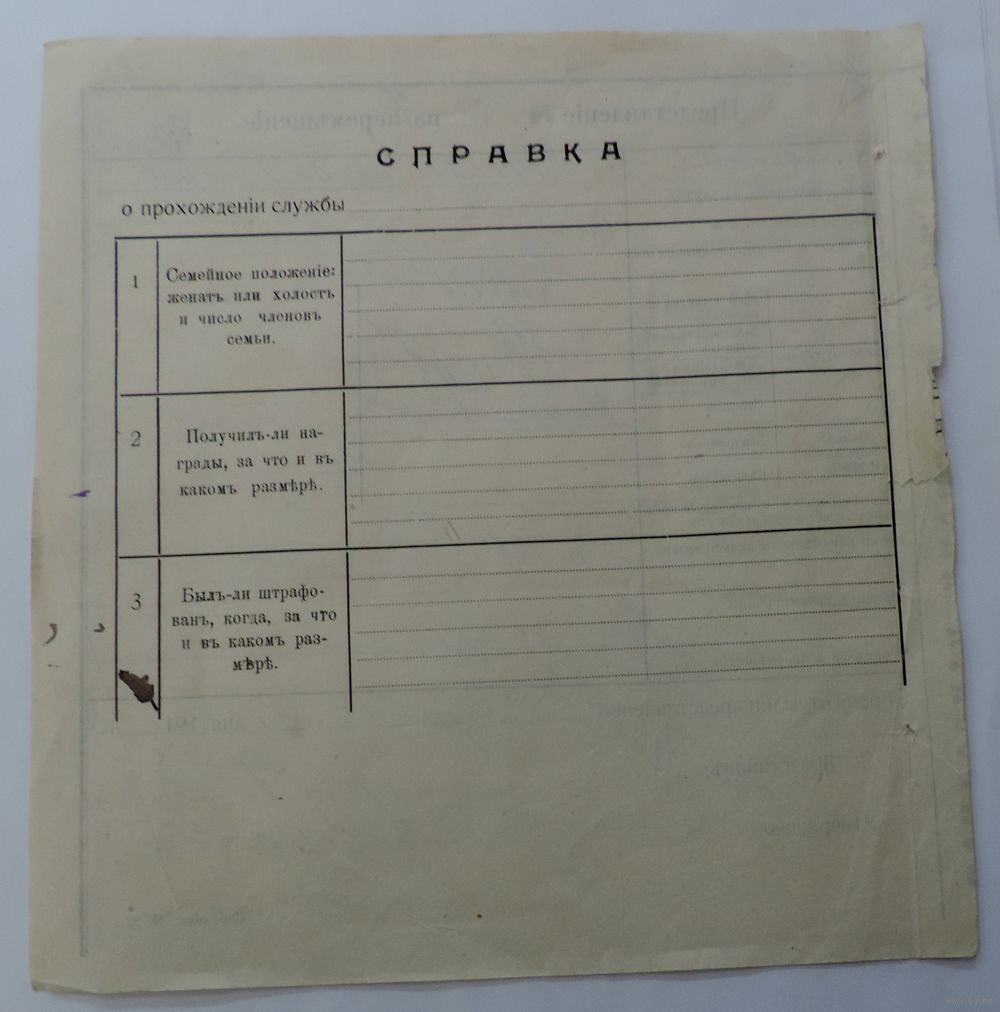 СПРАВКА
о прохожденіи службы
1
Семейное положеніе:
женатъ или холостъ
и число членовъ
семьи.
2
Получилъ-ли на-
грады, за что и въ
какомъ размѣрѣ.
3
Былъ-ли штрафо-
ванъ, когда, за что
и въ какомъ раз-
мѣрѣ.